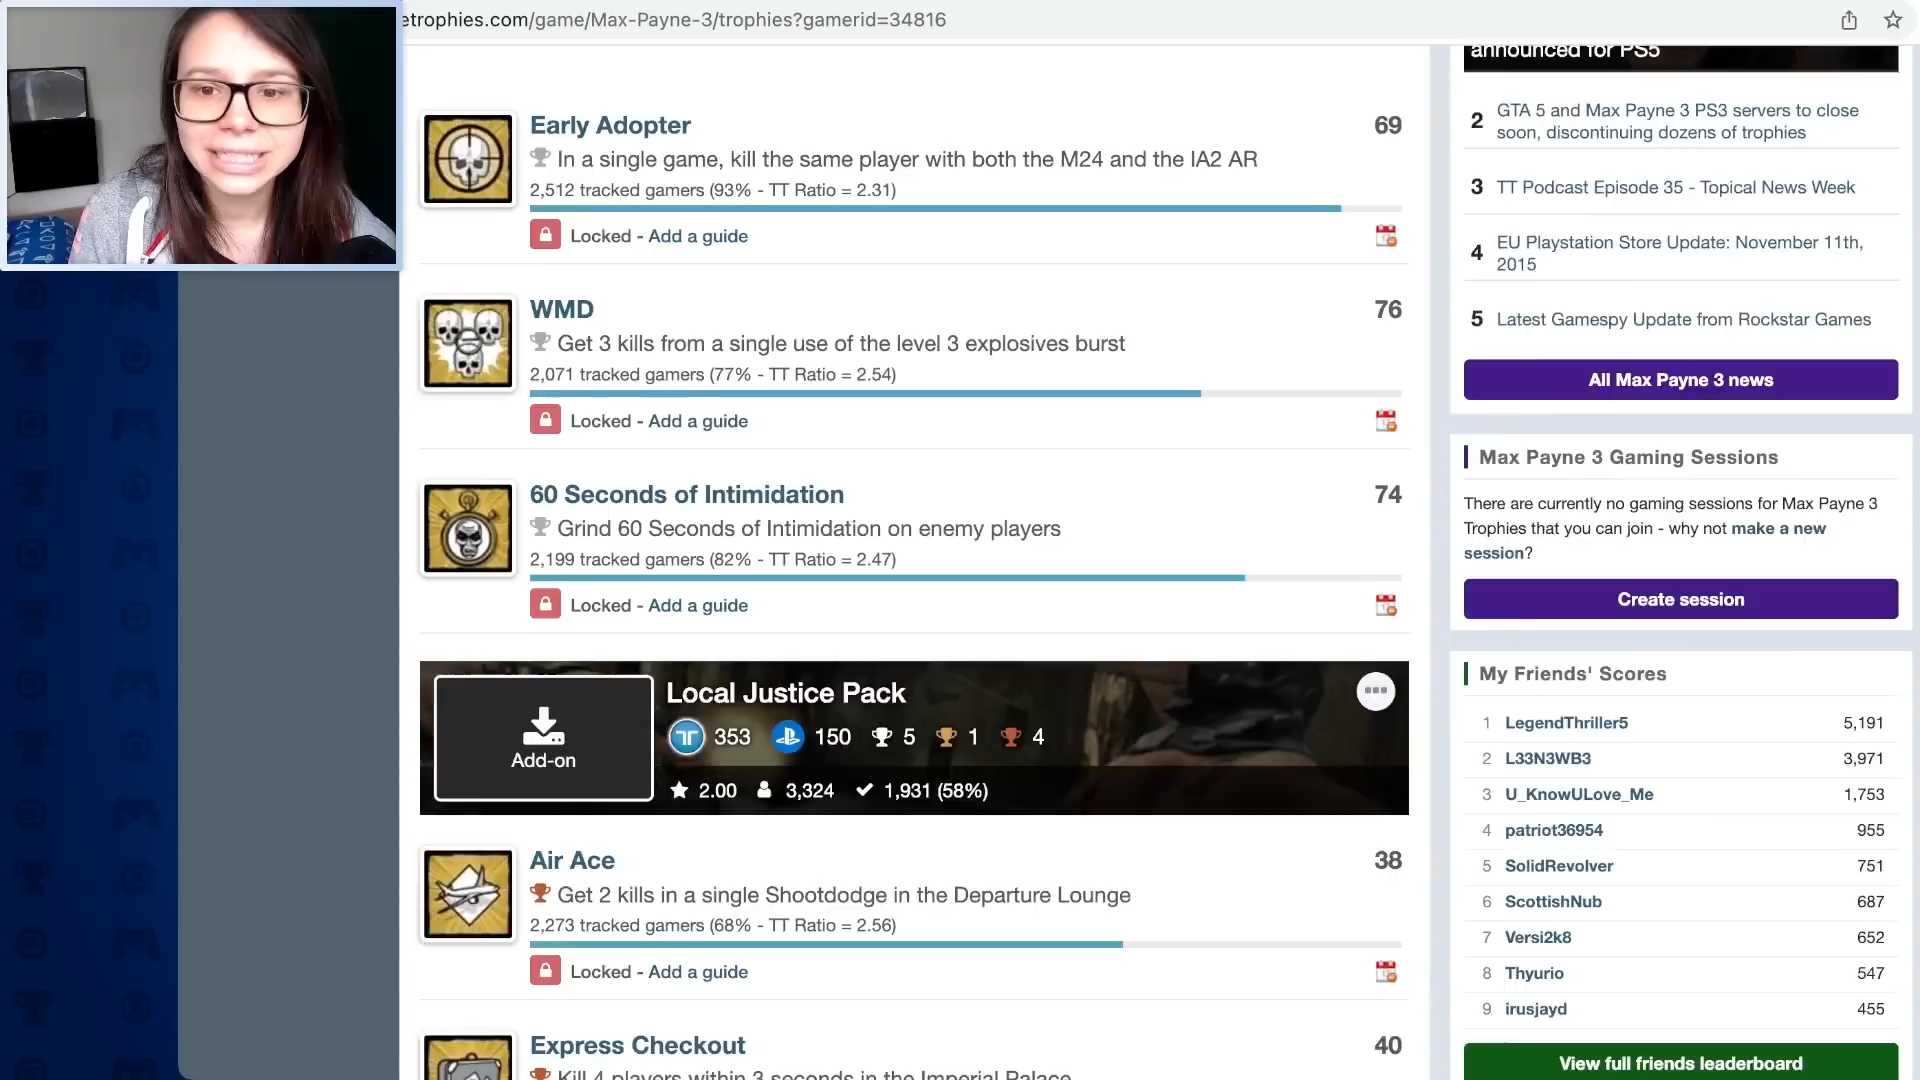 etrophies.com/game/Max-Payne-3/trophies?gamerid=34816
Early Adopter
69
In a single game, kill the same player with both the M24 and the IA2 AR
2,512 tracked gamers (93% - TT Ratio = 2.31)
Locked - Add a guide
WMD
76
Get 3 kills from a single use of the level 3 explosives burst
2,071 tracked gamers (77% - TT Ratio = 2.54)
Locked - Add a guide
60 Seconds of Intimidation
74
Grind 60 Seconds of Intimidation on enemy players
2,199 tracked gamers (82% - TT Ratio = 2.47)
Locked - Add a guide
Add-on
Local Justice Pack
353 150 5 1 4
2.00 3,324 1,931 (58%)
Air Ace
38
Get 2 kills in a single Shootdodge in the Departure Lounge
2,273 tracked gamers (68% - TT Ratio = 2.56)
Locked - Add a guide
Express Checkout
40
Kill 4 players within 3 seconds in the Imperial Palace
announced for PS5
2 GTA 5 and Max Payne 3 PS3 servers to close
soon, discontinuing dozens of trophies
3 TT Podcast Episode 35 - Topical News Week
4 EU Playstation Store Update: November 11th,
2015
5 Latest Gamespy Update from Rockstar Games
All Max Payne 3 news
Max Payne 3 Gaming Sessions
There are currently no gaming sessions for Max Payne 3
Trophies that you can join - why not make a new
session?
Create session
My Friends' Scores
1 LegendThriller5 5,191
2 L33N3WB3 3,971
3 U_KnowULove_Me 1,753
4 patriot36954 955
5 SolidRevolver 751
6 ScottishNub 687
7 Versi2k8 652
8 Thyurio 547
9 irusjayd 455
View full friends leaderboard